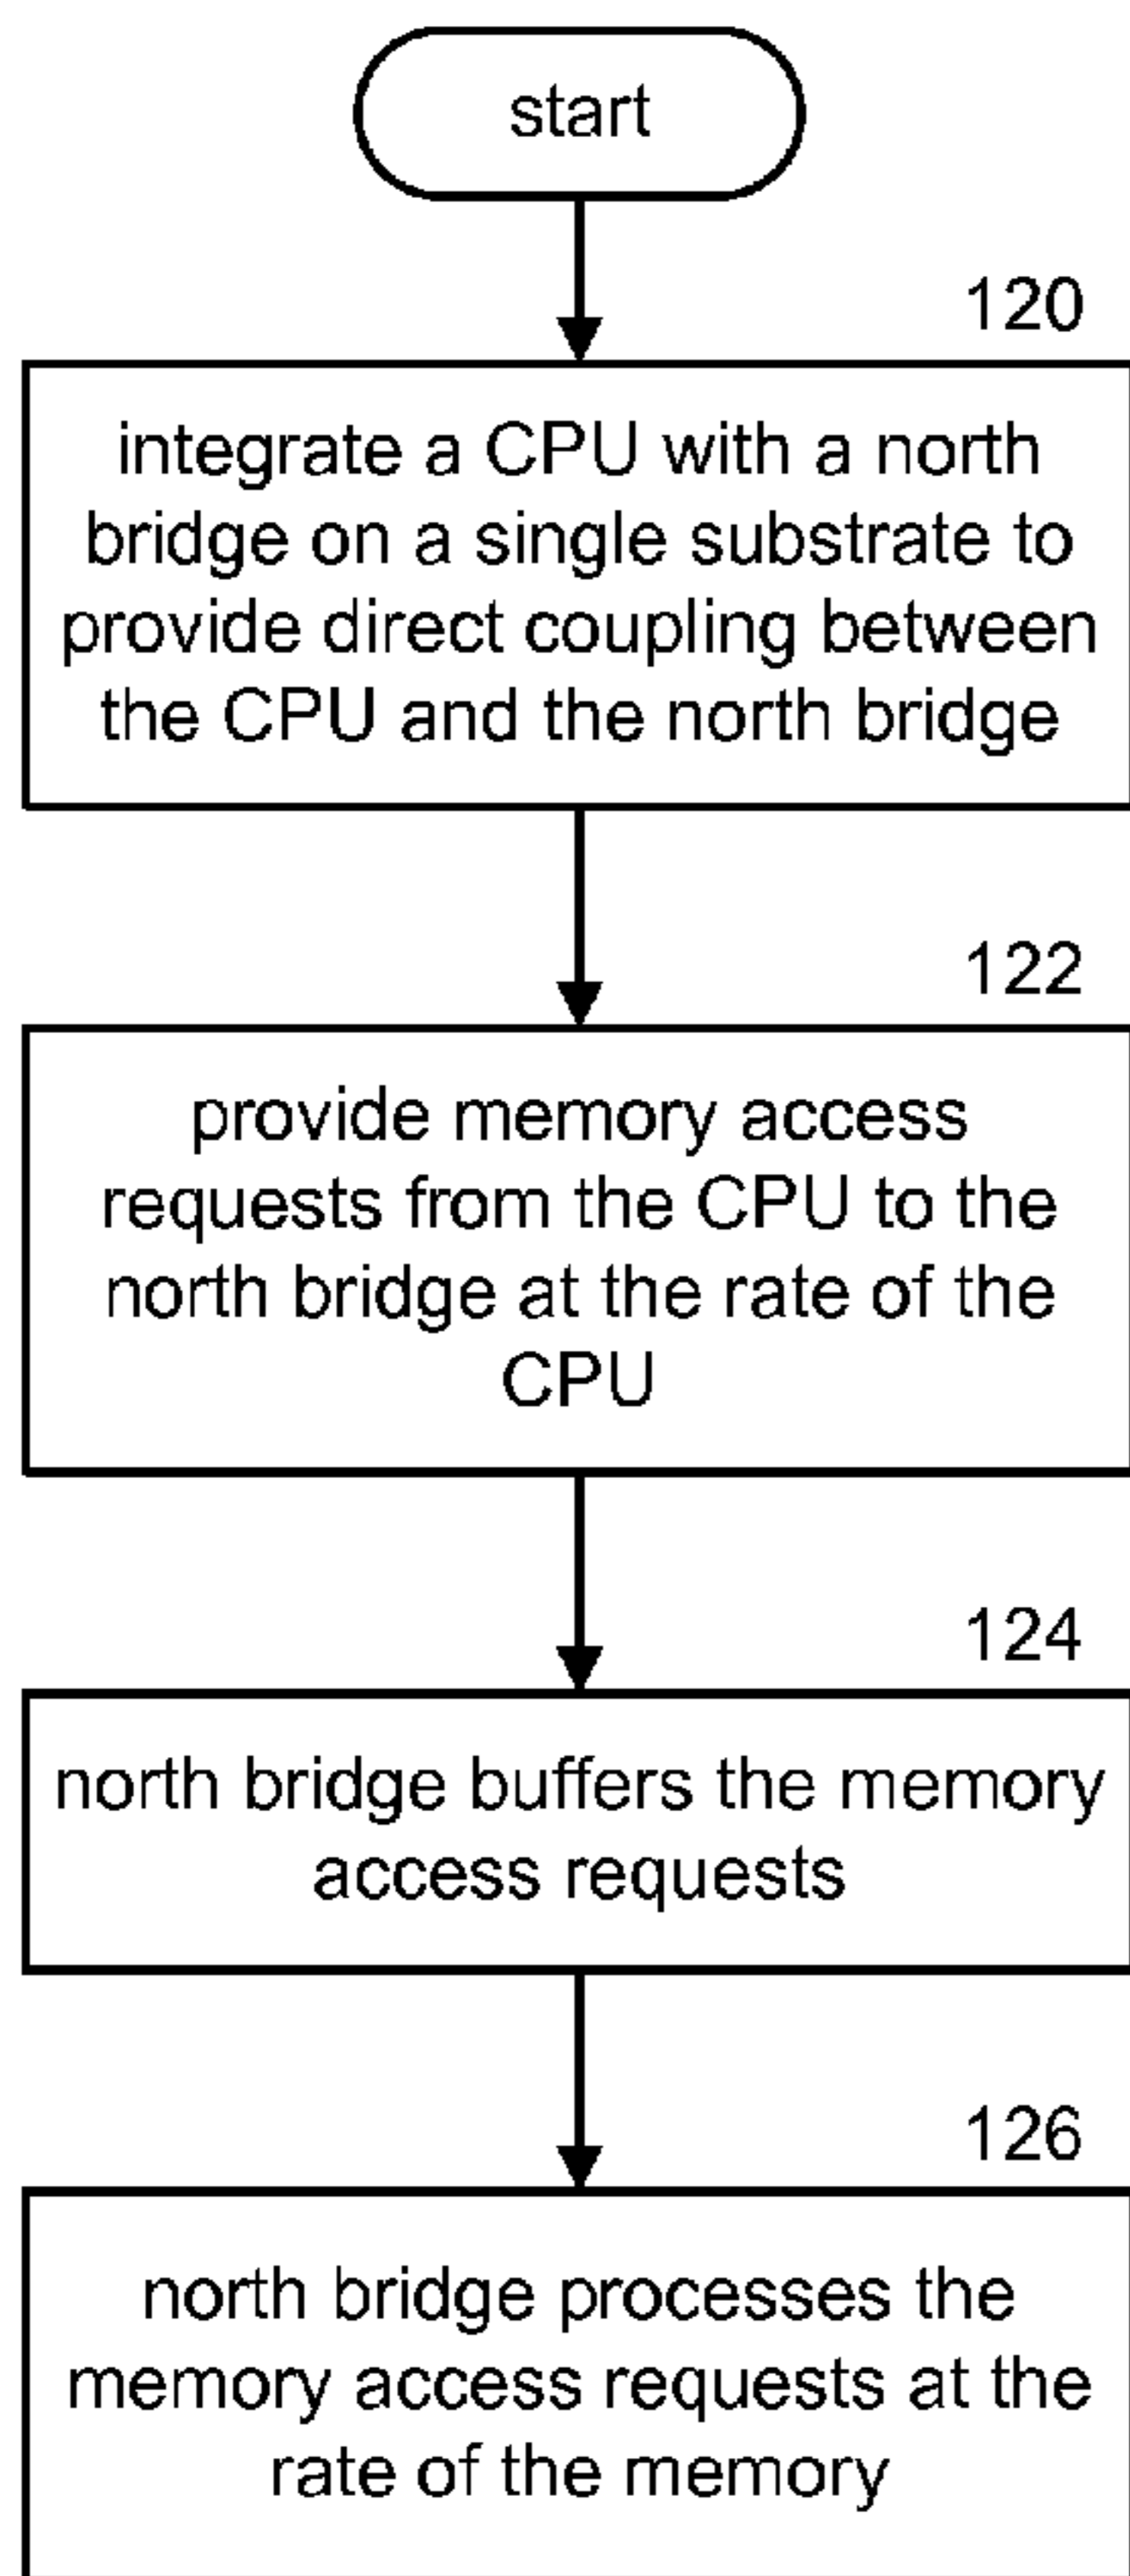 start
120
integrate a CPU with a north
bridge on a single substrate to
provide direct coupling between
the CPU and the north bridge
122
provide memory access
requests from the CPU to the
north bridge at the rate of the
CPU
124
north bridge buffers the memory
access requests
126
north bridge processes the
memory access requests at the
rate of the memory